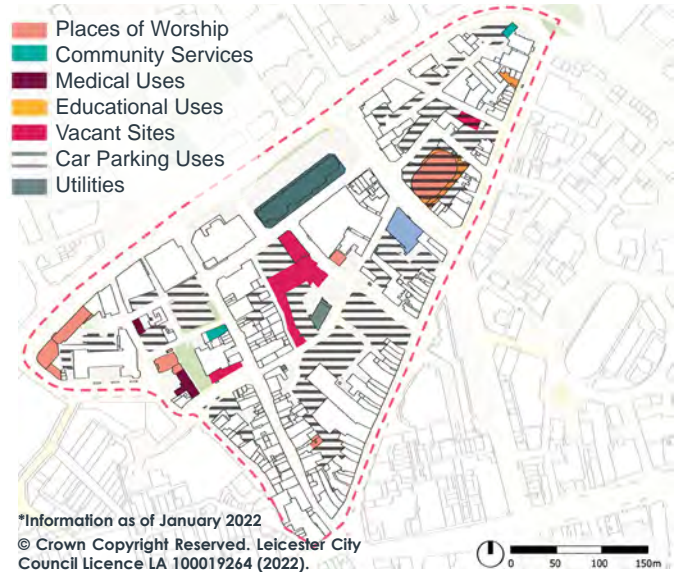 Places of Worship
Community Services
Medical Uses
Educational Uses
Vacant Sites
Car Parking Uses
Utilities
*Information as of January 2022
© Crown Copyright Reserved. Leicester City
Council Licence LA 100019264 (2022).
0 50 100 150m